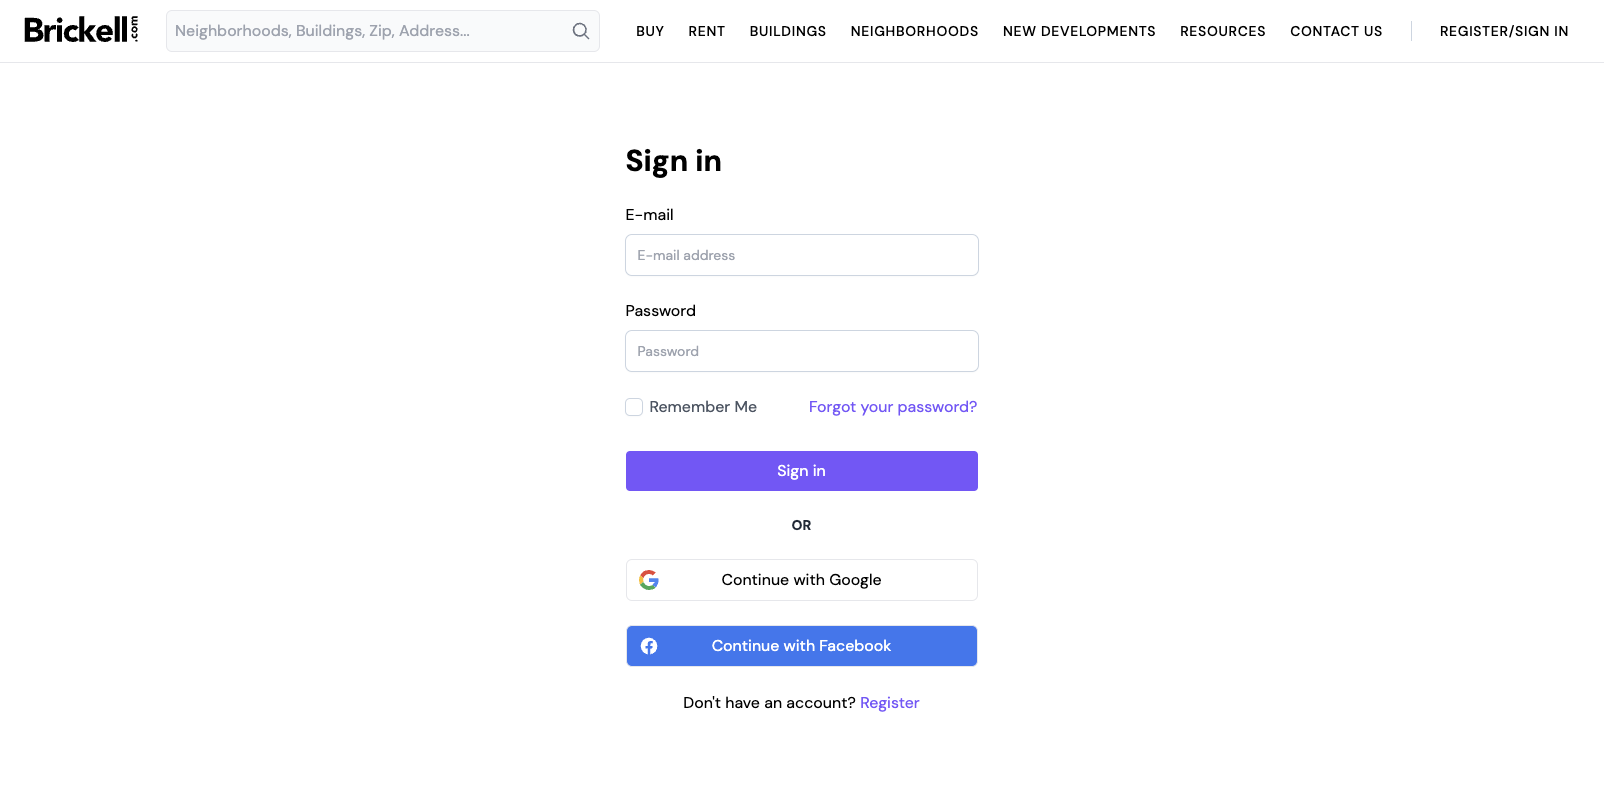 Brickell.com
Neighborhoods, Buildings, Zip, Address...
BUY RENT BUILDINGS NEIGHBORHOODS NEW DEVELOPMENTS RESOURCES CONTACT US REGISTER/SIGN IN
Sign in
E-mail
E-mail address
Password
Password
Remember Me Forgot your password?
Sign in
OR
Continue with Google
Continue with Facebook
Don't have an account? Register